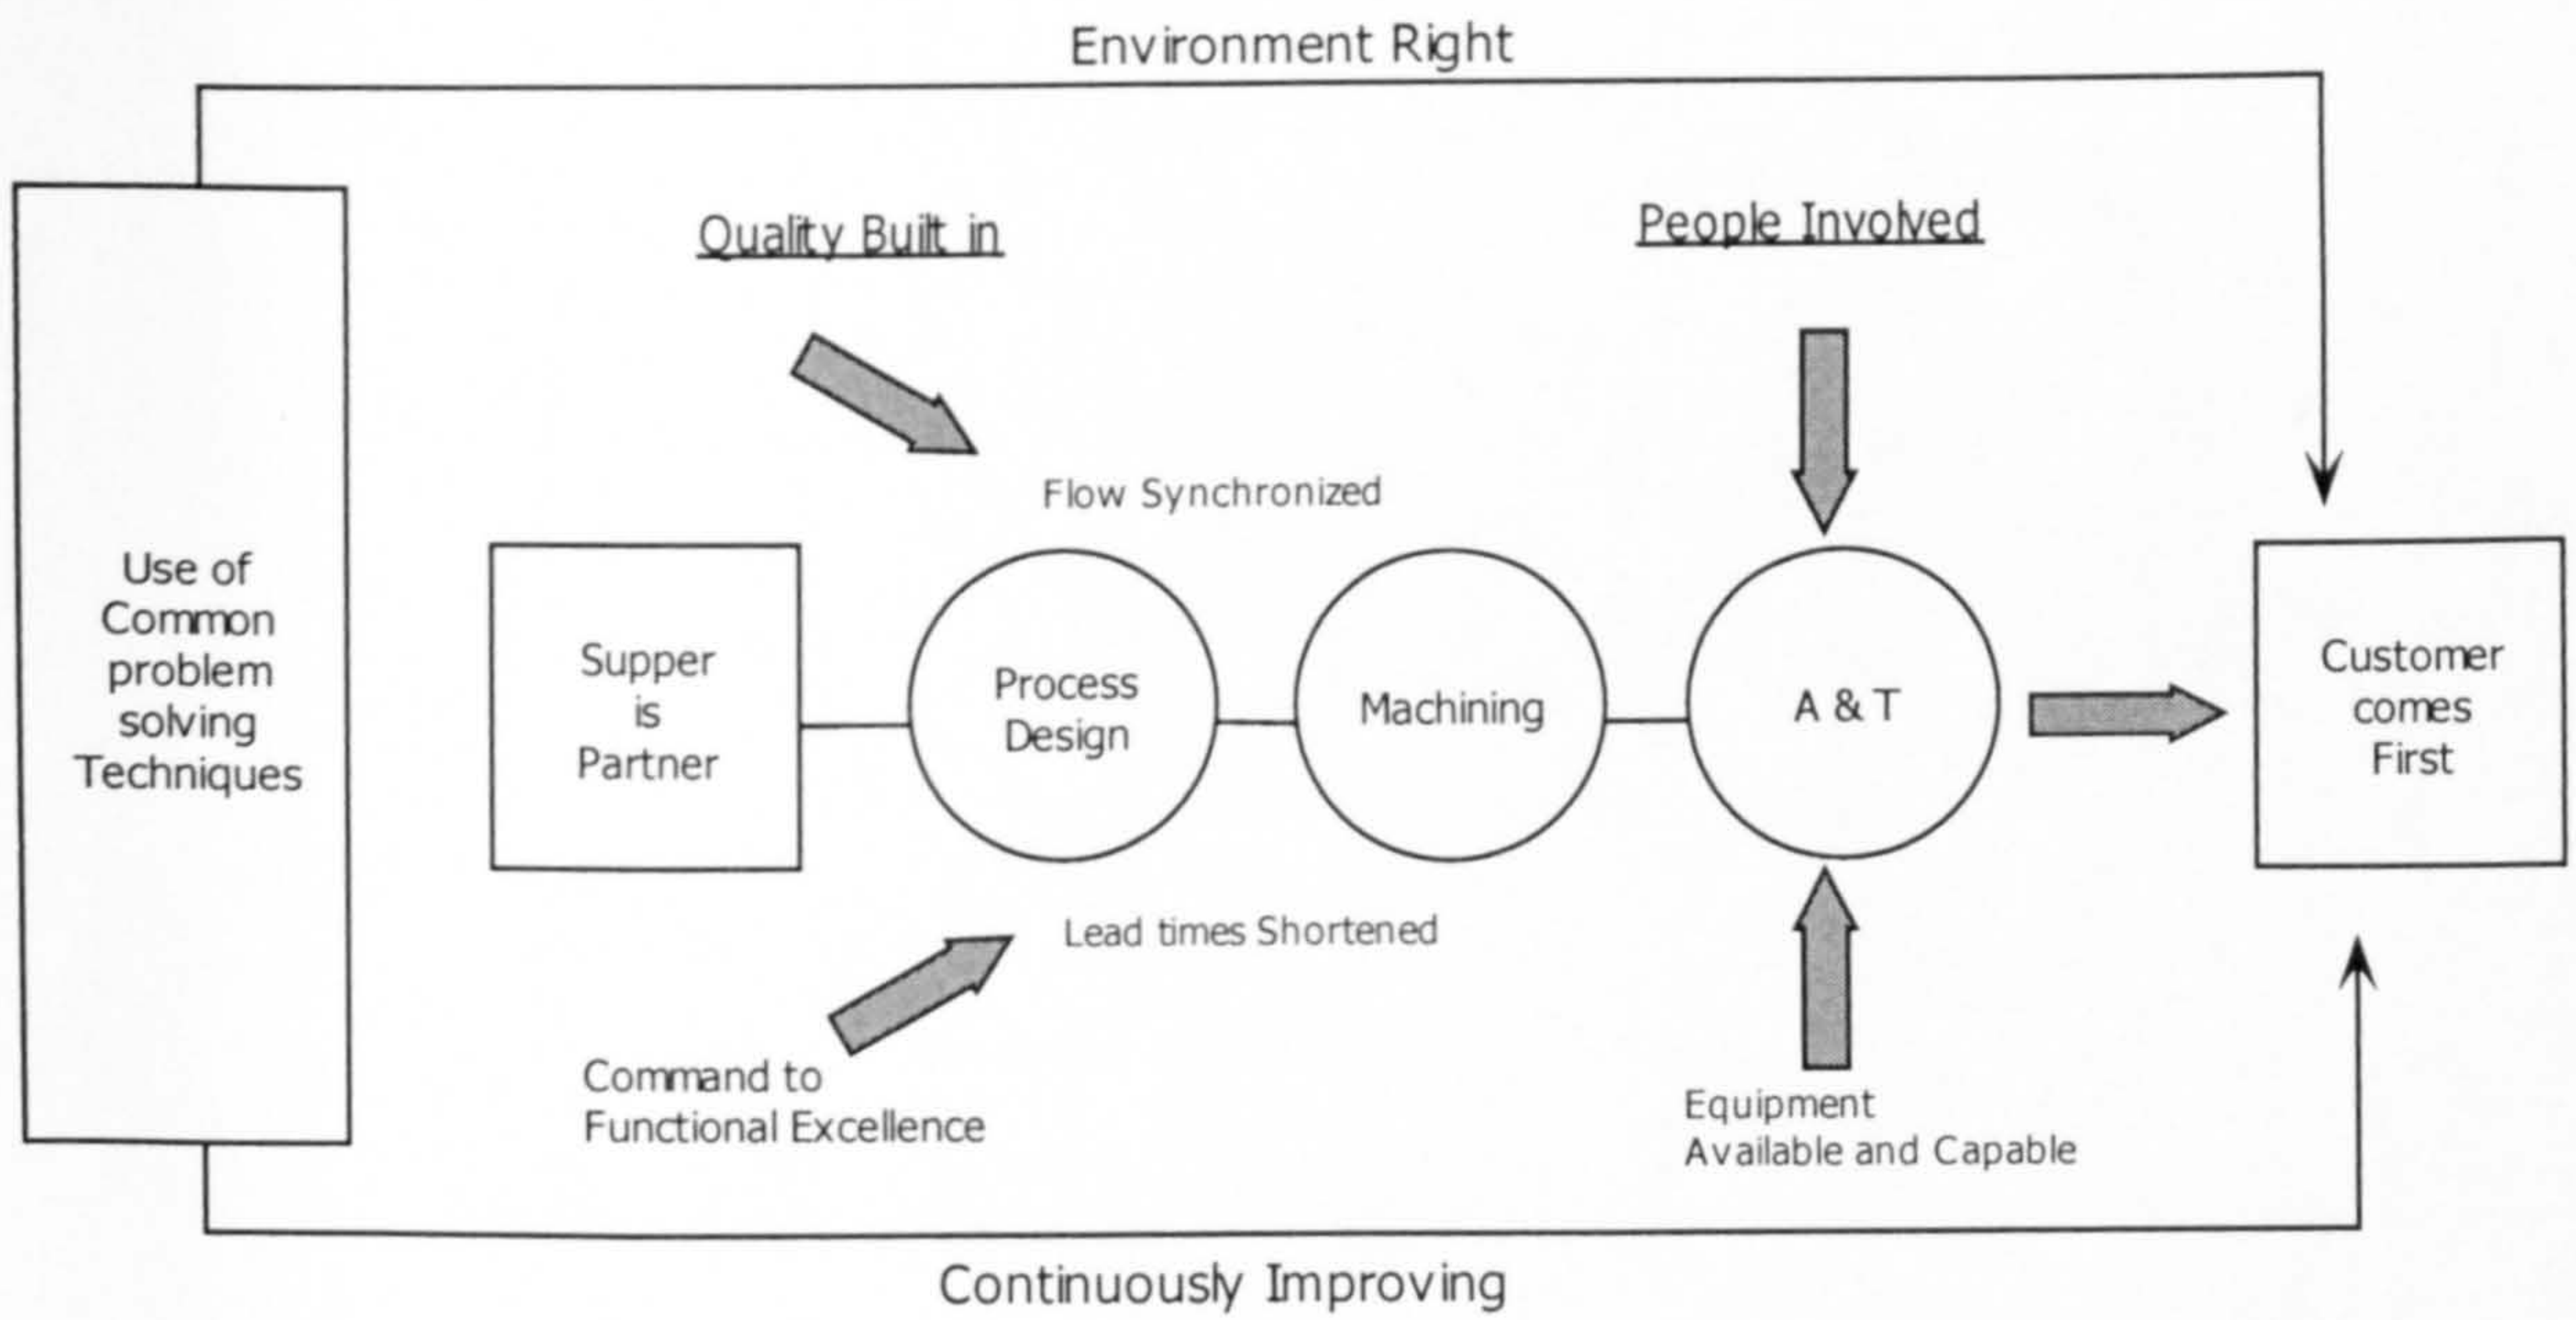 Environment Right
Quality Built in
People Involved
Flow Synchronized
Use of
Common
problem
solving
Techniques
Supper
is
Partner
Process
Design
Machining
A & T
Customer
comes
First
Lead times Shortened
Command to
Functional Excellence
Equipment
Available and Capable
Continuously Improving